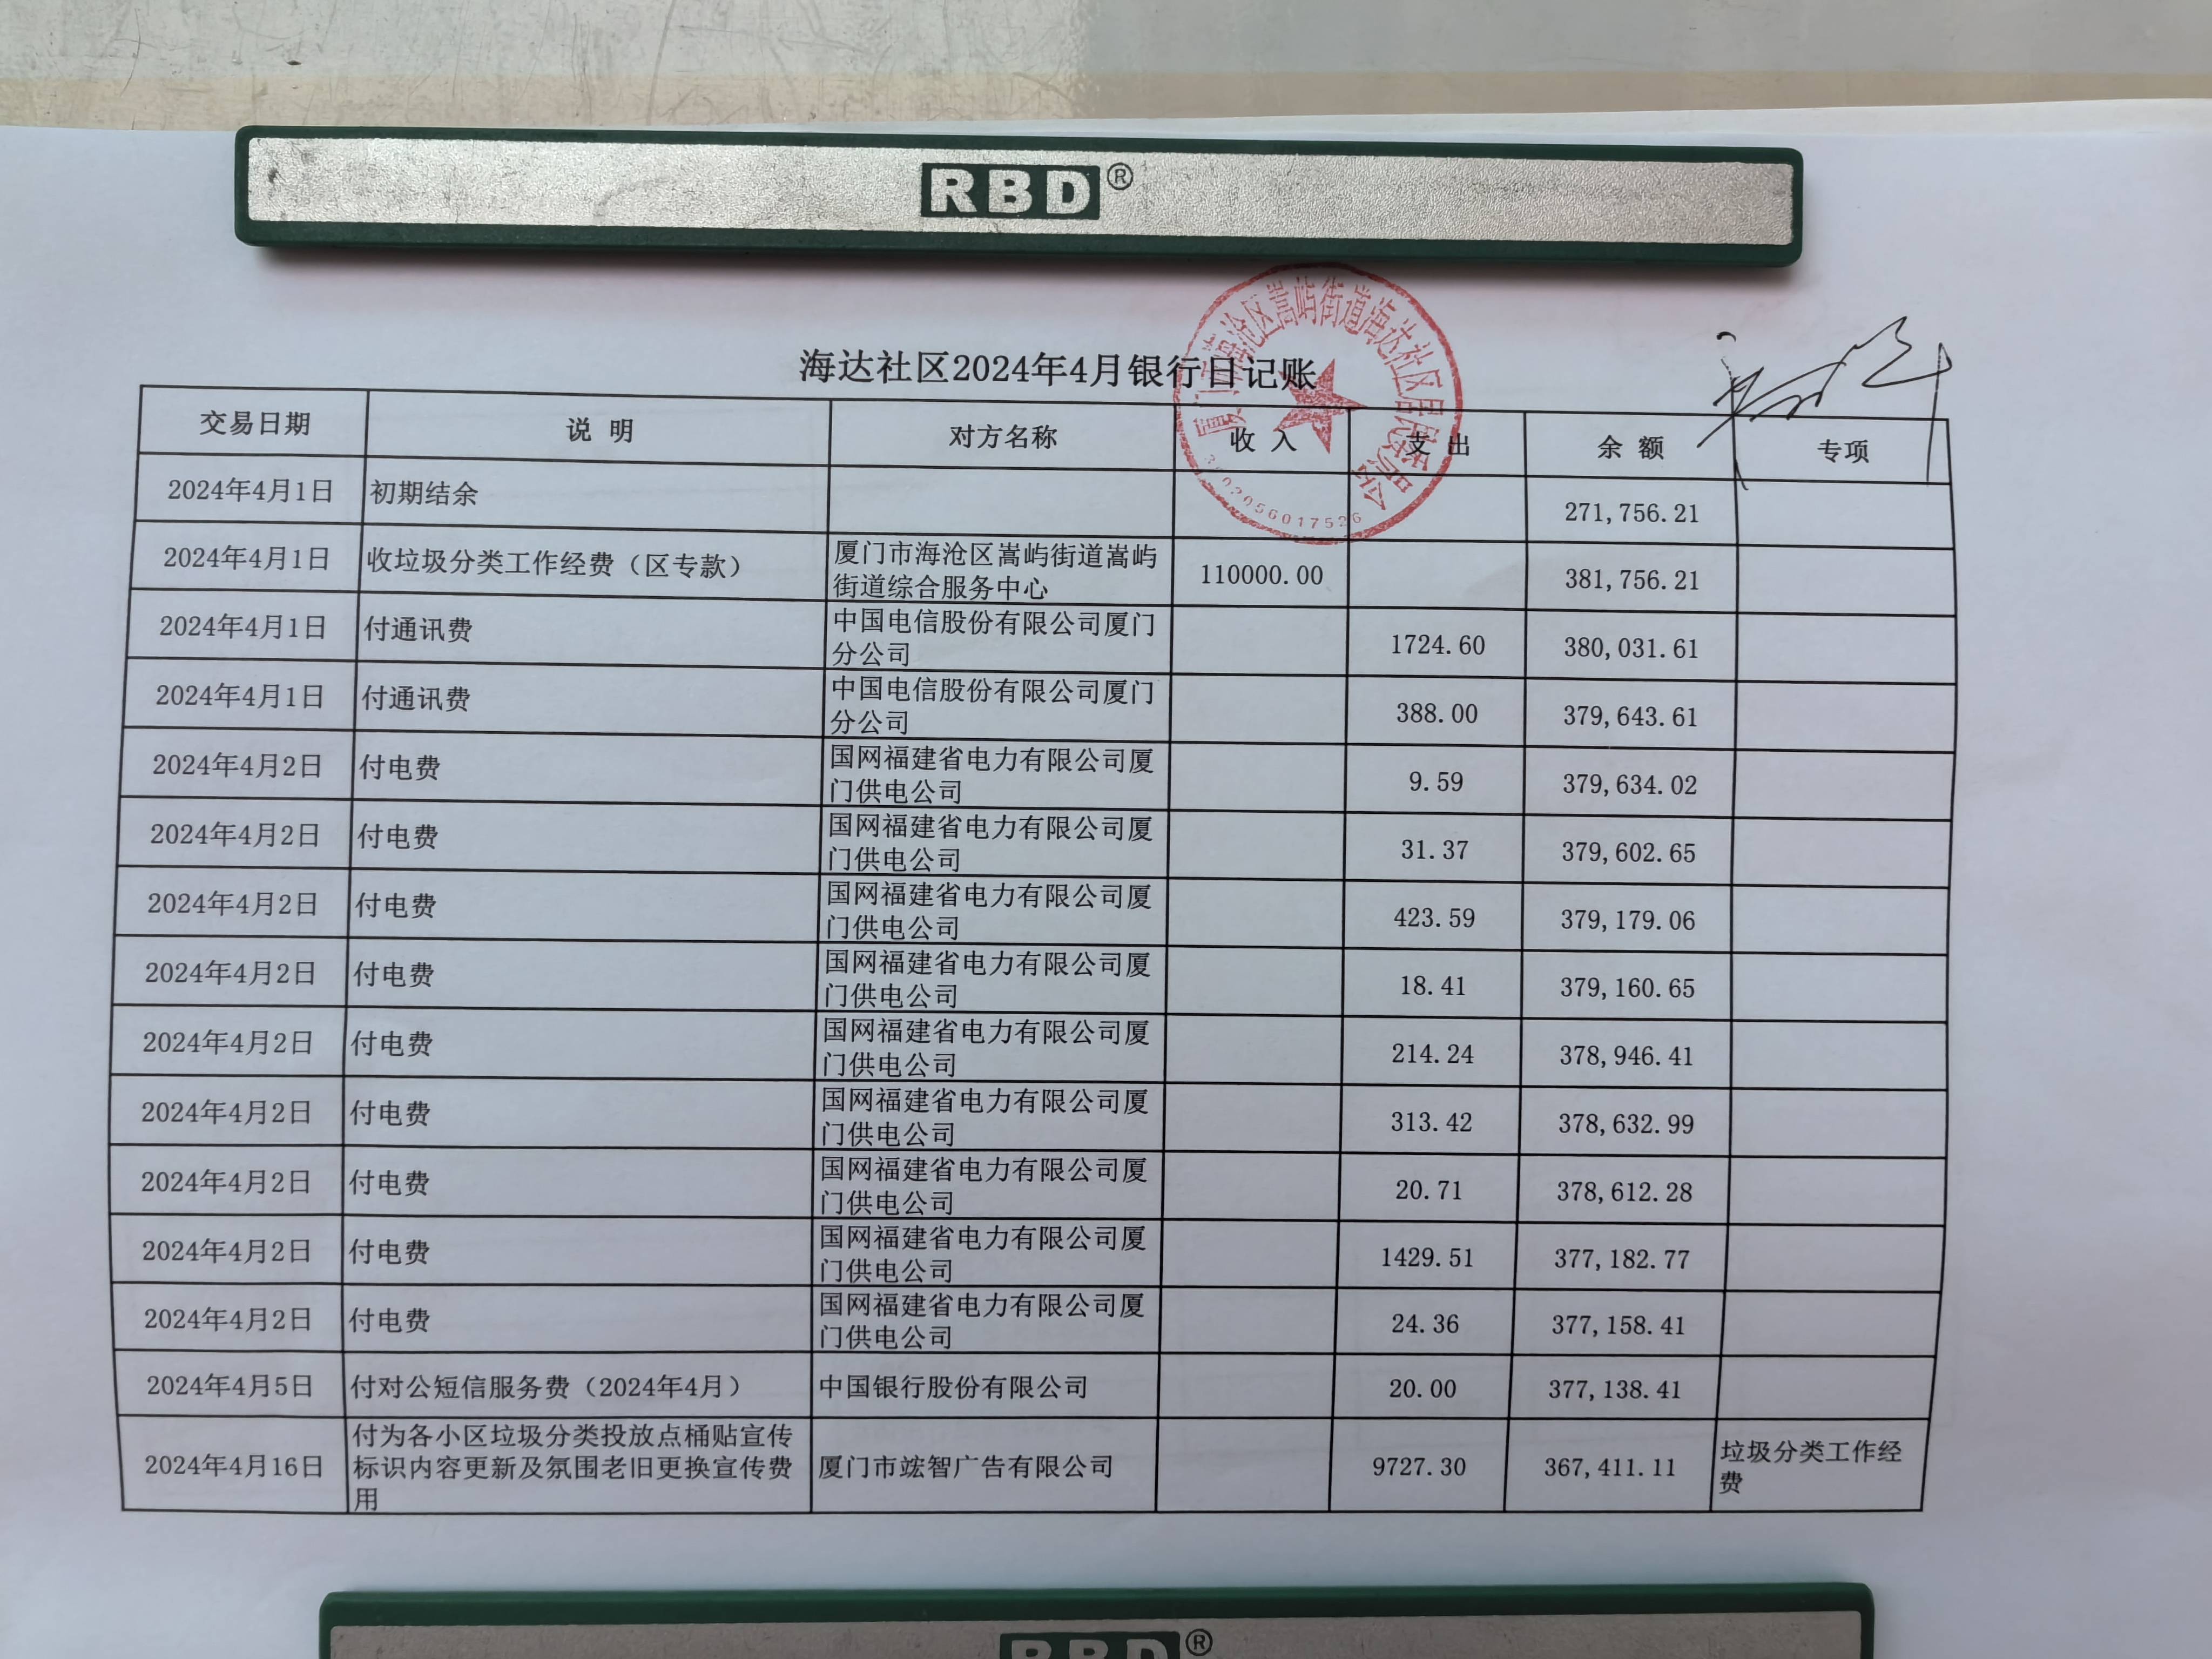 RBD®
海达社区2024年4月银行日记账
厦门市海沧区嵩屿街道海达社区居民委员会
交易日期 说 明 对方名称 收 入 支 出 余 额 专项
2024年4月1日 初期结余 271,756.21
2024年4月1日 收垃圾分类工作经费（区专款） 厦门市海沧区嵩屿街道嵩屿
街道综合服务中心 110000.00 381,756.21
2024年4月1日 付通讯费 中国电信股份有限公司厦门
分公司 1724.60 380,031.61
2024年4月1日 付通讯费 中国电信股份有限公司厦门
分公司 388.00 379,643.61
2024年4月2日 付电费 国网福建省电力有限公司厦
门供电公司 9.59 379,634.02
2024年4月2日 付电费 国网福建省电力有限公司厦
门供电公司 31.37 379,602.65
2024年4月2日 付电费 国网福建省电力有限公司厦
门供电公司 423.59 379,179.06
2024年4月2日 付电费 国网福建省电力有限公司厦
门供电公司 18.41 379,160.65
2024年4月2日 付电费 国网福建省电力有限公司厦
门供电公司 214.24 378,946.41
2024年4月2日 付电费 国网福建省电力有限公司厦
门供电公司 313.42 378,632.99
2024年4月2日 付电费 国网福建省电力有限公司厦
门供电公司 20.71 378,612.28
2024年4月2日 付电费 国网福建省电力有限公司厦
门供电公司 1429.51 377,182.77
2024年4月2日 付电费 国网福建省电力有限公司厦
门供电公司 24.36 377,158.41
2024年4月5日 付对公短信服务费（2024年4月） 中国银行股份有限公司 20.00 377,138.41
2024年4月16日 付为各小区垃圾分类投放点桶贴宣传
标识内容更新及氛围老旧更换宣传费
用 厦门市竑智广告有限公司 9727.30 367,411.11 垃圾分类工作经
费
RBD®